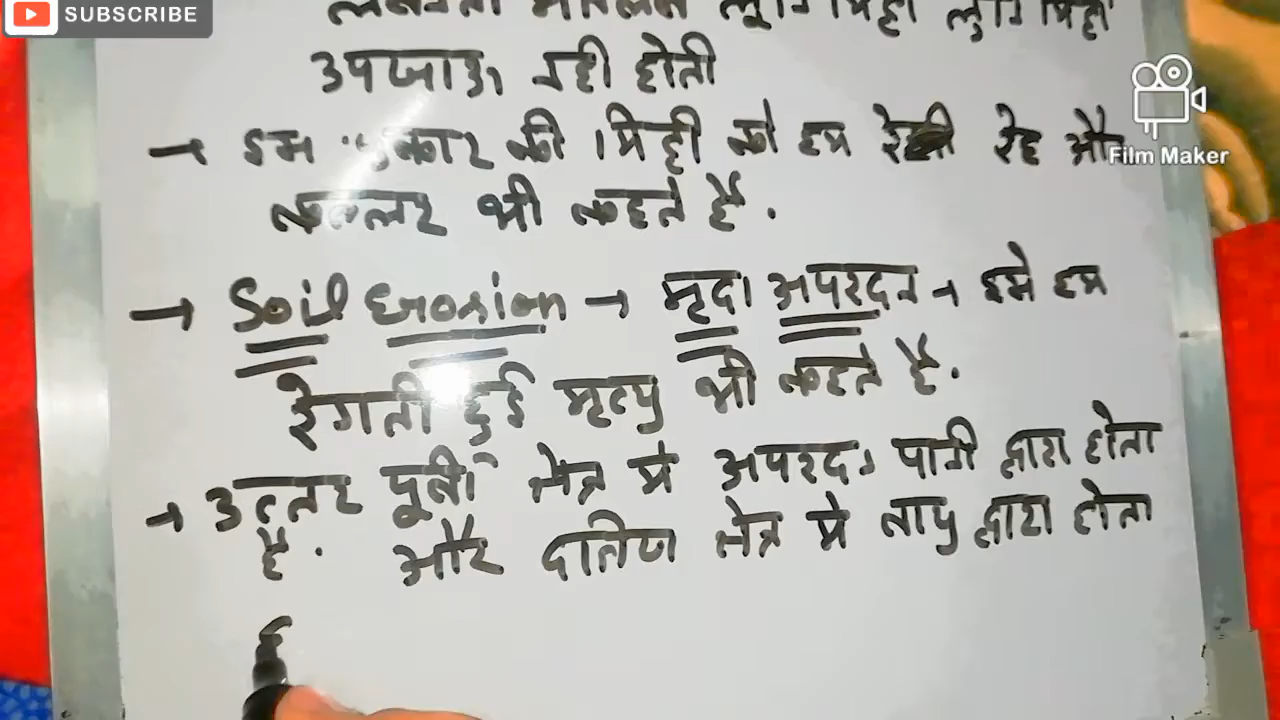 SUBSCRIBE
उपजाऊ नही होती
Film Maker
→ इस प्रकार की मिट्टी को हम रेह और
कल्लर भी कहते है.
→ Soil Erosion → मृदा अपरदन → इसे हम
रेंगती हुई मृत्यु भी कहते है.
→ उत्तर पूर्वी क्षेत्र मे अपरदन पानी द्वारा होता
है. और दक्षिण क्षेत्र मे वायु द्वारा होता